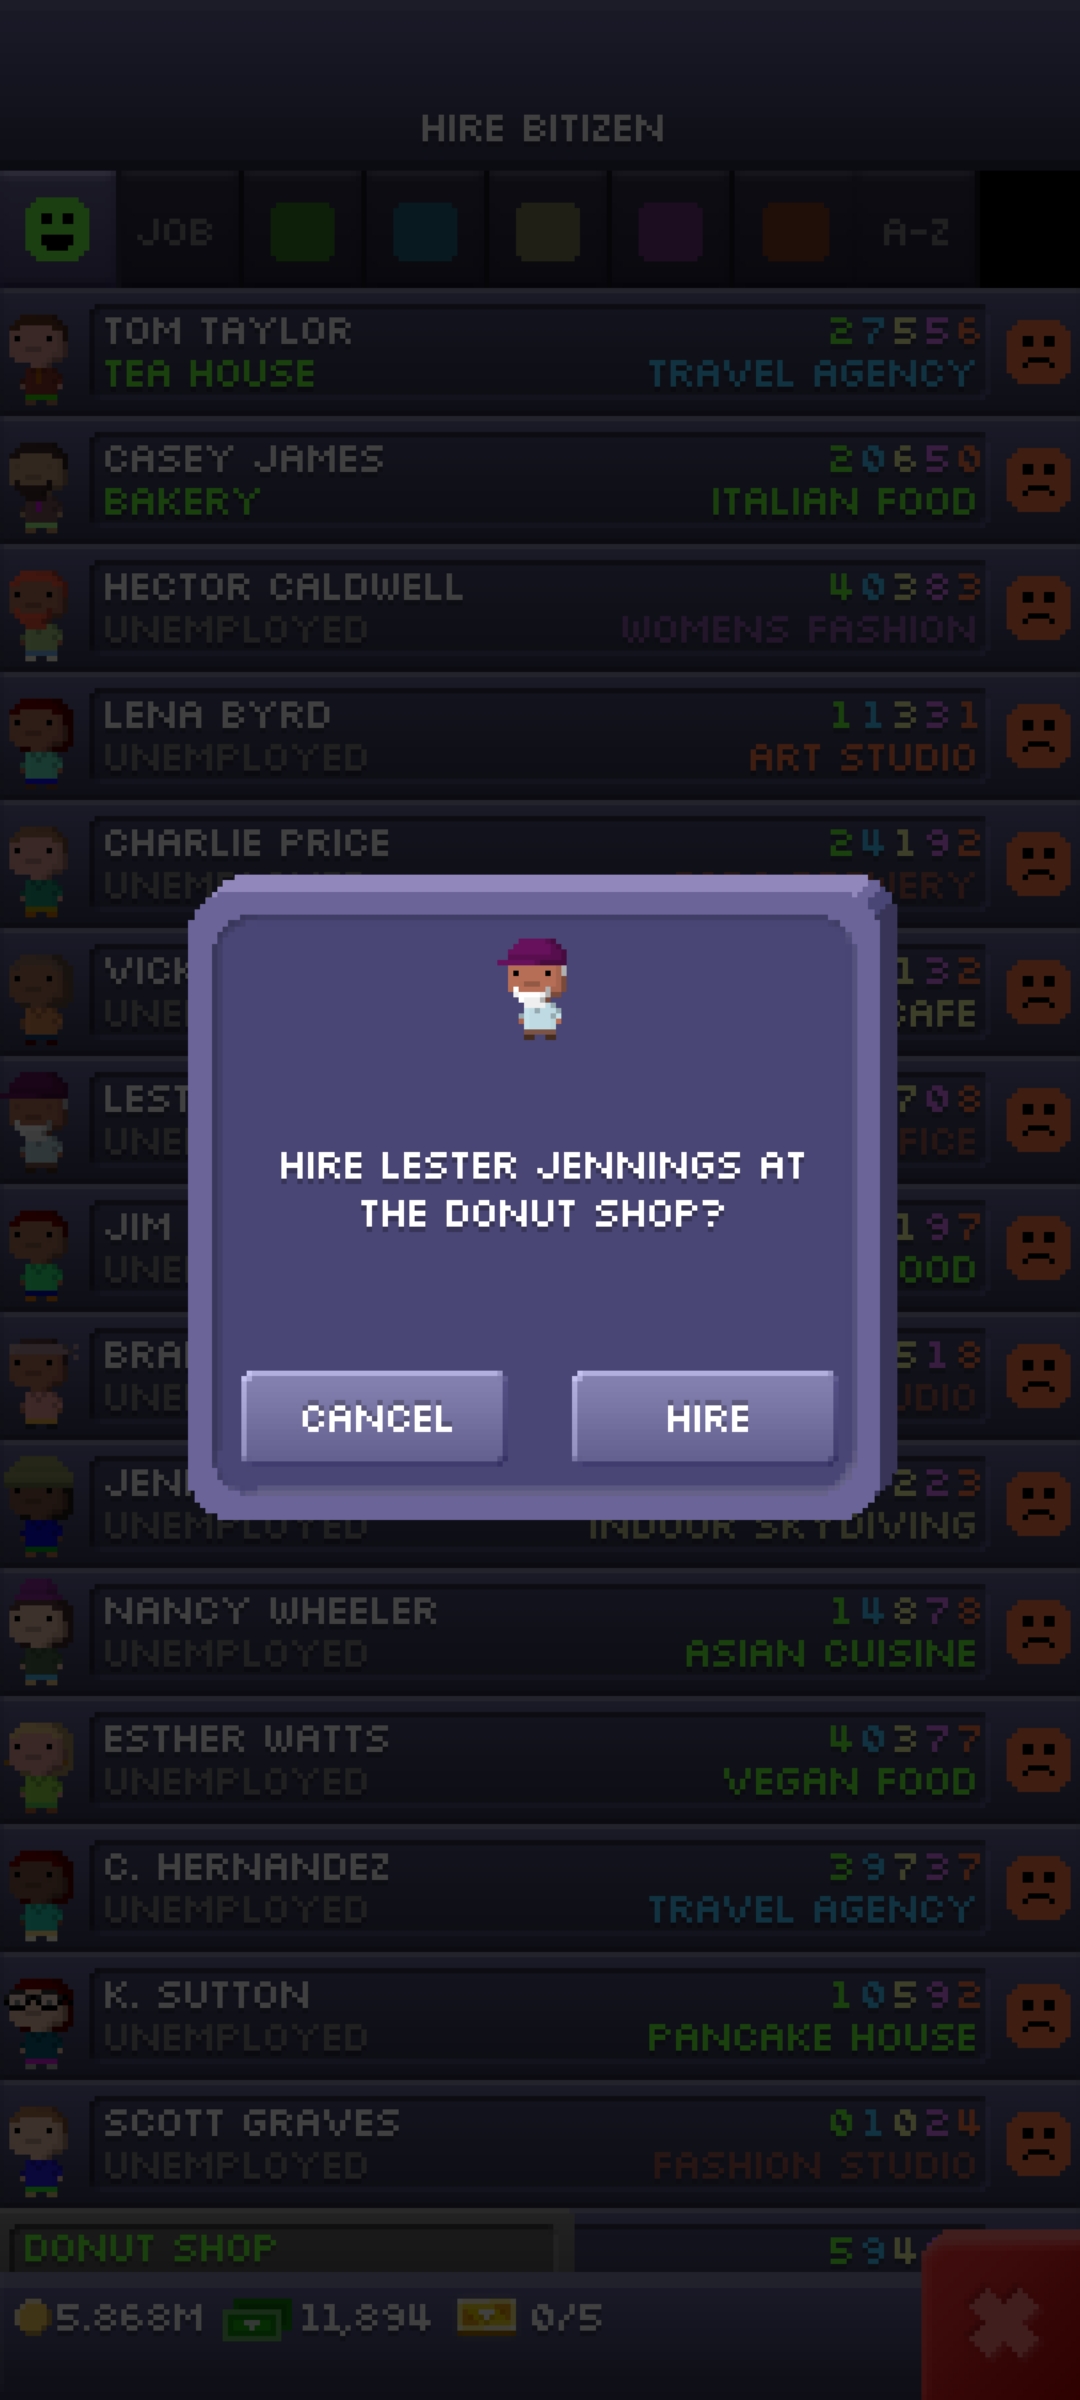 HIRE BITIZEN
JOB
A-Z
TOM TAYLOR 27556
TEA HOUSE TRAVEL AGENCY
CASEY JAMES 20650
BAKERY ITALIAN FOOD
HECTOR CALDWELL 40383
UNEMPLOYED WOMENS FASHION
LENA BYRD 11331
UNEMPLOYED ART STUDIO
CHARLIE PRICE 24192
HIRE LESTER JENNINGS AT
THE DONUT SHOP?
CANCEL HIRE
UNEMPLOYED INDOOR SKYDIVING
NANCY WHEELER 14878
UNEMPLOYED ASIAN CUISINE
ESTHER WATTS 40377
UNEMPLOYED VEGAN FOOD
C. HERNANDEZ 39737
UNEMPLOYED TRAVEL AGENCY
K. SUTTON 10592
UNEMPLOYED PANCAKE HOUSE
SCOTT GRAVES 01024
UNEMPLOYED FASHION STUDIO
DONUT SHOP 594
5.868M 11,894 0/5